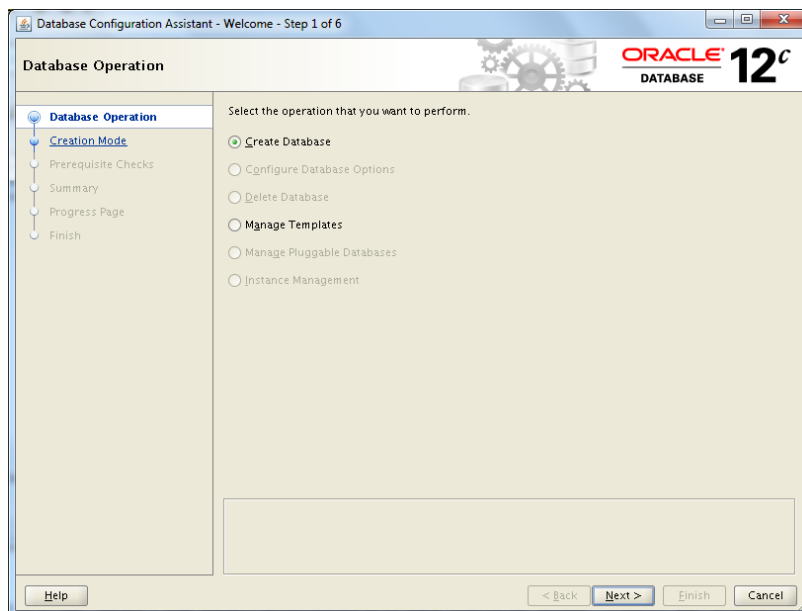 Database Configuration Assistant - Welcome - Step 1 of 6
Database Operation
ORACLE
DATABASE
12c
Database Operation
Creation Mode
Prerequisite Checks
Summary
Progress Page
Finish
Select the operation that you want to perform.
Create Database
Configure Database Options
Delete Database
Manage Templates
Manage Pluggable Databases
Instance Management
Help
< Back
Next >
Finish
Cancel